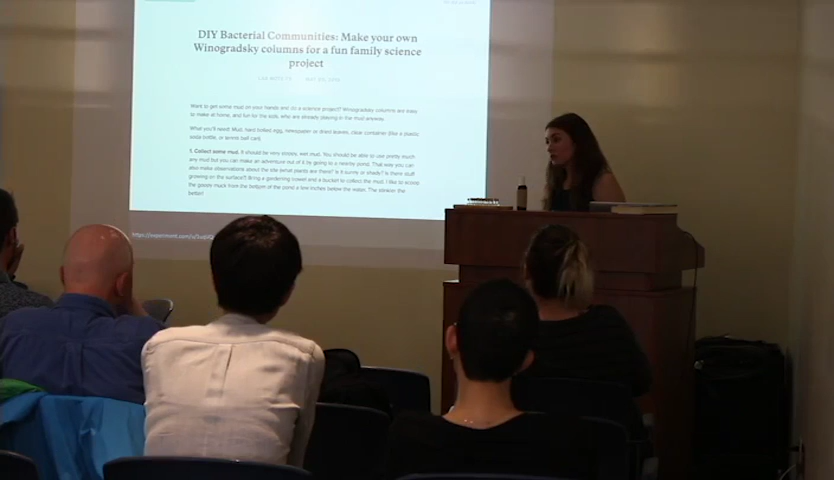 DIY Bacterial Communities: Make your own
Winogradsky columns for a fun family science
project
LAB NOTE
Want to get some mud on your hands and do a science project? Winogradsky columns are easy
to make at home, and fun for the kids, who are already playing in the mud anyway.
What you'll need: Mud, hard boiled egg, newspaper or dried leaves, clear container (like a plastic
soda bottle, or tennis ball can).
1. Collect some mud. It should be very stinky, wet mud. You should be able to use pretty much
any mud but you can make an adventure out of it by going to a nearby pond. That way you can
also make observations about the site (what plants are there? Is it sunny or shady? Is there stuff
growing on the surface?) Bring a gardening trowel and a bucket to collect the mud. I like to scoop
the gooey muck from the bottom of the pond a few inches below the water. The stinkier the
better!
https://experiment.com/